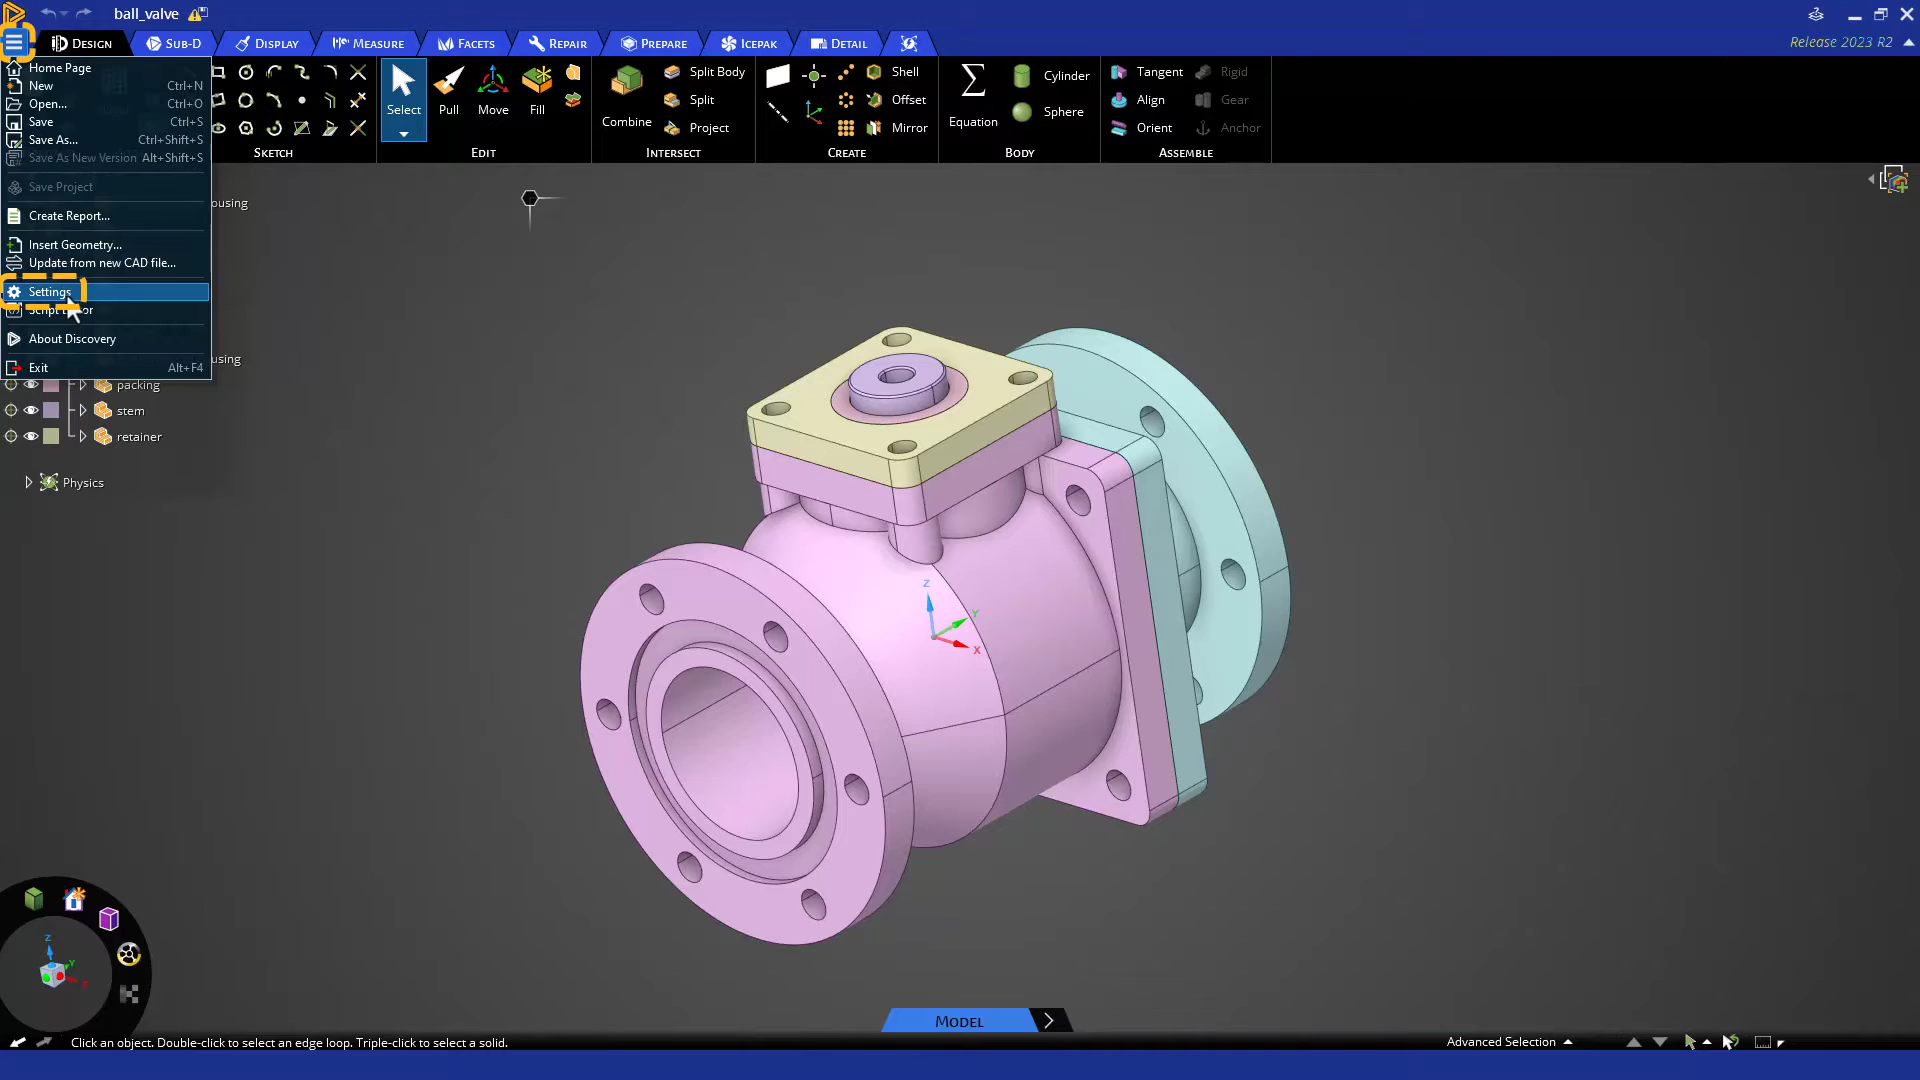 ball_valve
DESIGN SUB-D DISPLAY MEASURE FACETS REPAIR PREPARE ICEPAK DETAIL
Release 2023 R2
Home Page
New Ctrl+N
Open... Ctrl+O
Save Ctrl+S
Save As... Ctrl+Shift+S
Save As New Version Alt+Shift+S
Save Project
Create Report...
Insert Geometry...
Update from new CAD file...
Settings
Script
About Discovery
Exit Alt+F4
SKETCH
Select
Pull
Move
Fill
EDIT
Combine
Split Body
Split
Project
INTERSECT
Shell
Offset
Mirror
CREATE
Equation
Cylinder
Sphere
BODY
Tangent
Align
Orient
Rigid
Gear
Anchor
ASSEMBLE
ousing
using
packing
stem
retainer
Physics
Z
Y
X
Z
Y
X
MODEL
Click an object. Double-click to select an edge loop. Triple-click to select a solid.
Advanced Selection